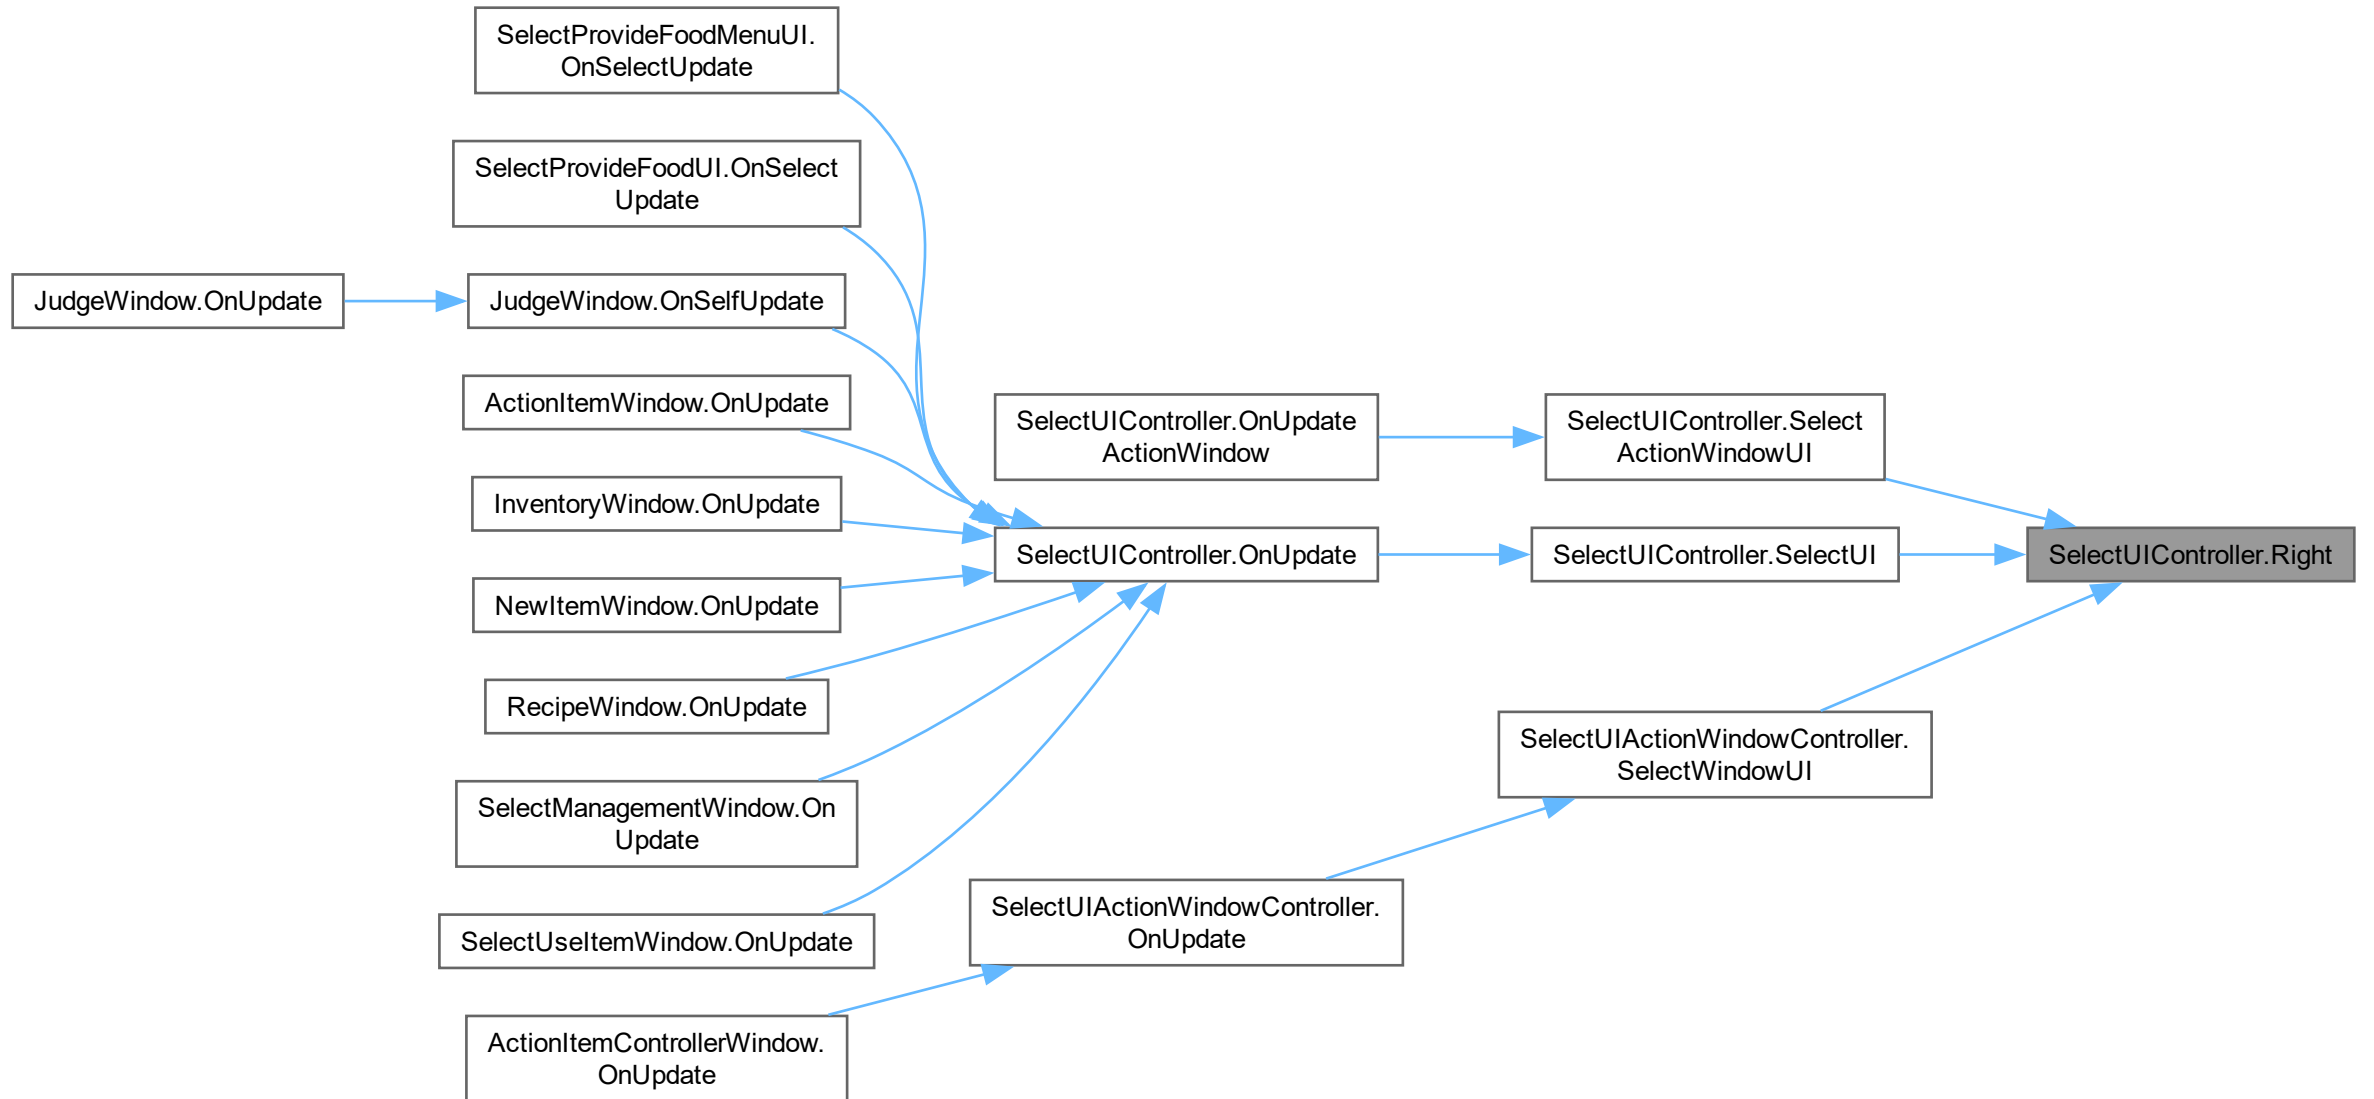 SelectProvideFoodMenuUI.
OnSelectUpdate
SelectProvideFoodUI.OnSelect
Update
JudgeWindow.OnUpdate
JudgeWindow.OnSelfUpdate
ActionItemWindow.OnUpdate
SelectUIController.OnUpdate
ActionWindow
SelectUIController.Select
ActionWindowUI
InventoryWindow.OnUpdate
SelectUIController.OnUpdate
SelectUIController.SelectUI
SelectUIController.Right
NewItemWindow.OnUpdate
RecipeWindow.OnUpdate
SelectUIActionWindowController.
SelectWindowUI
SelectManagementWindow.On
Update
SelectUseItemWindow.OnUpdate
SelectUIActionWindowController.
OnUpdate
ActionItemControllerWindow.
OnUpdate